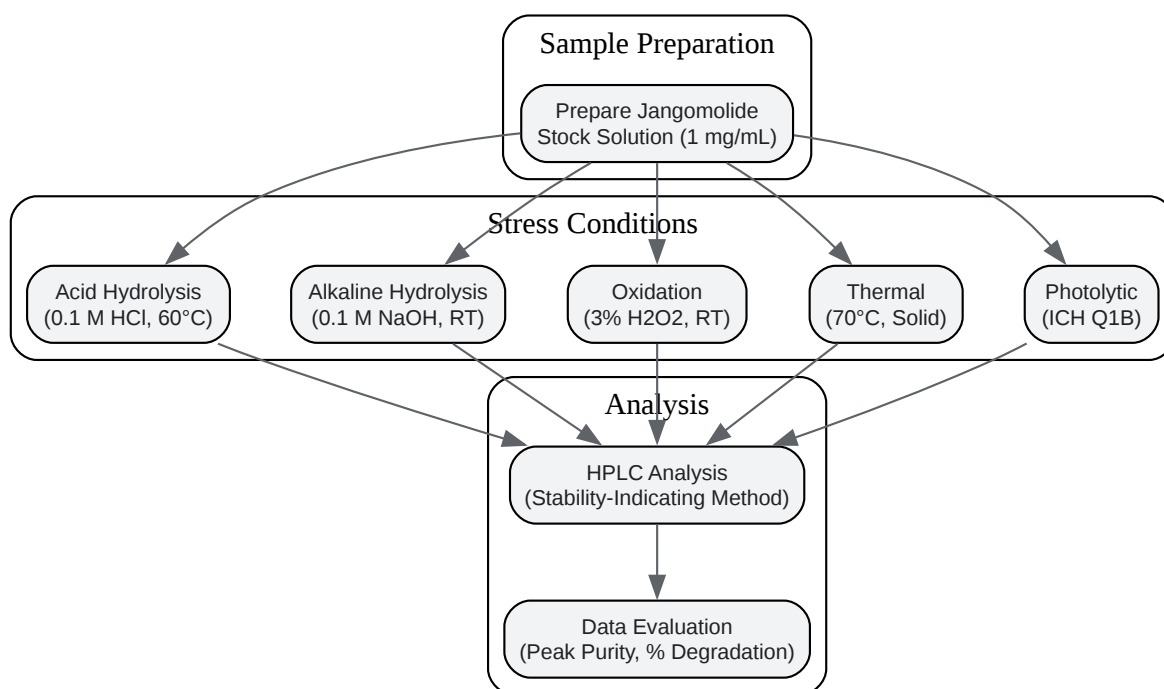 Sample Preparation
Prepare Jangomolide
Stock Solution (1 mg/mL)
Stress Conditions
Acid Hydrolysis
(0.1 M HCl, 60°C)
Alkaline Hydrolysis
(0.1 M NaOH, RT)
Oxidation
(3% H2O2, RT)
Thermal
(70°C, Solid)
Photolytic
(ICH Q1B)
Analysis
HPLC Analysis
(Stability-Indicating Method)
Data Evaluation
(Peak Purity, % Degradation)